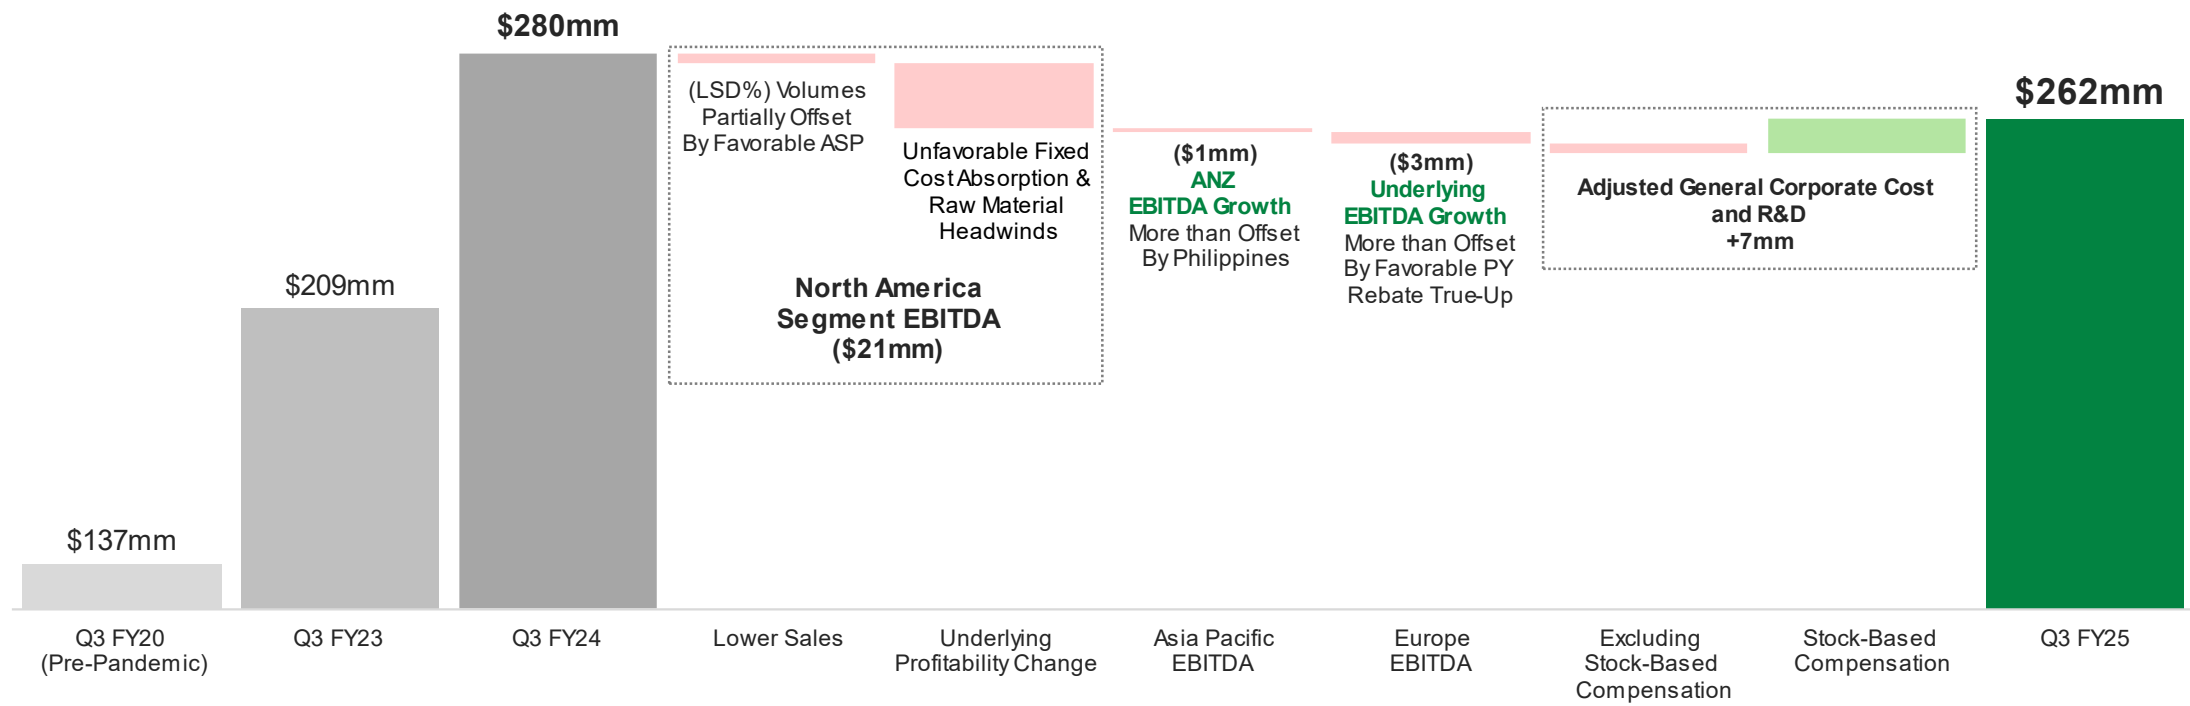 $280mm
$262mm
$209mm
$137mm
(LSD%) Volumes
Partially Offset
By Favorable ASP
Unfavorable Fixed
Cost Absorption &
Raw Material
Headwinds
North America
Segment EBITDA
($21mm)
($1mm)
ANZ
EBITDA Growth
More than Offset
By Philippines
($3mm)
Underlying
EBITDA Growth
More than Offset
By Favorable PY
Rebate True-Up
Adjusted General Corporate Cost
and R&D
+7mm
Q3 FY20
(Pre-Pandemic)
Q3 FY23
Q3 FY24
Lower Sales
Underlying
Profitability Change
Asia Pacific
EBITDA
Europe
EBITDA
Excluding
Stock-Based
Compensation
Stock-Based
Compensation
Q3 FY25